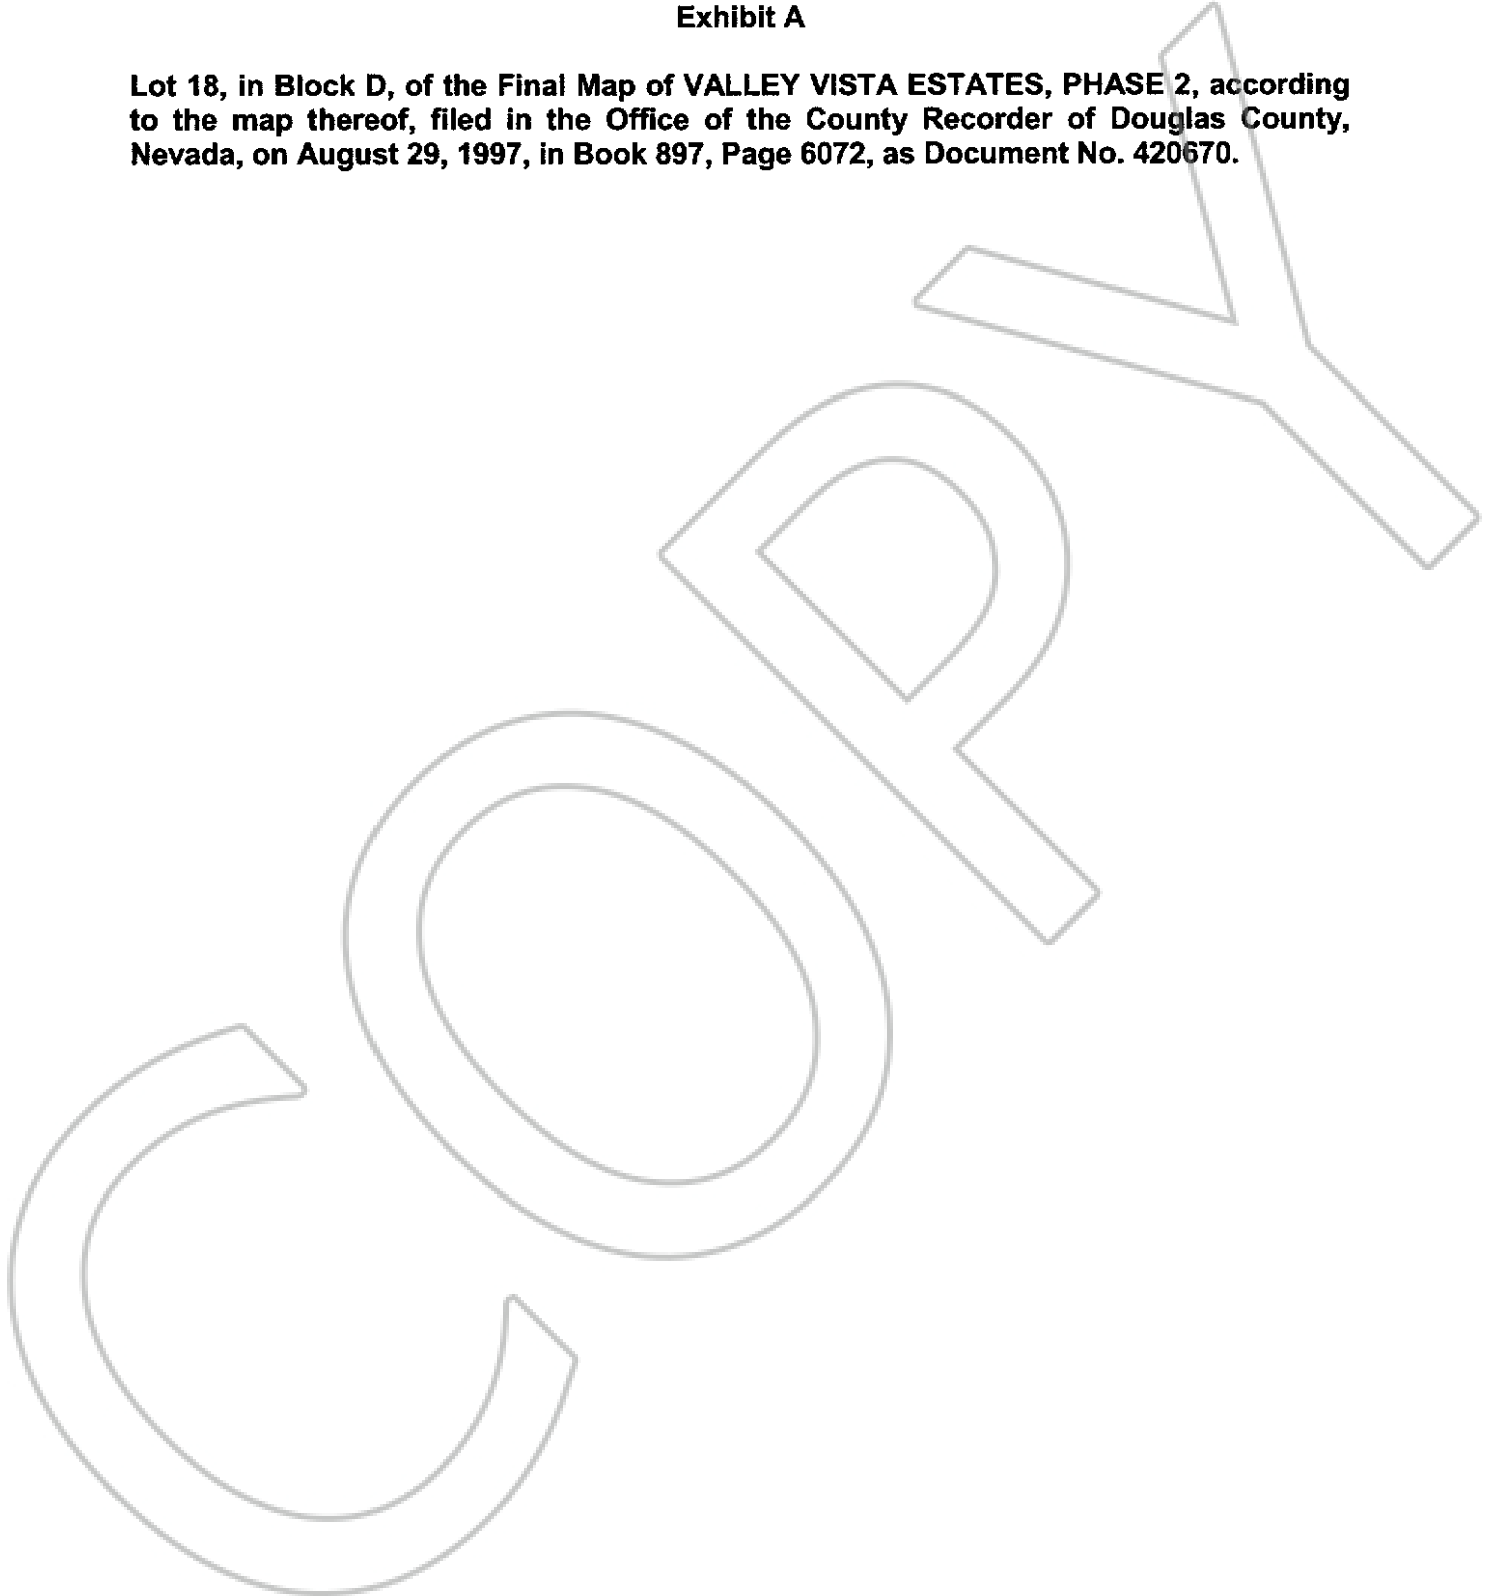 Exhibit A
Lot 18, in Block D, of the Final Map of VALLEY VISTA ESTATES, PHASE 2, according
to the map thereof, filed in the Office of the County Recorder of Douglas County,
Nevada, on August 29, 1997, in Book 897, Page 6072, as Document No. 420670.
COPY